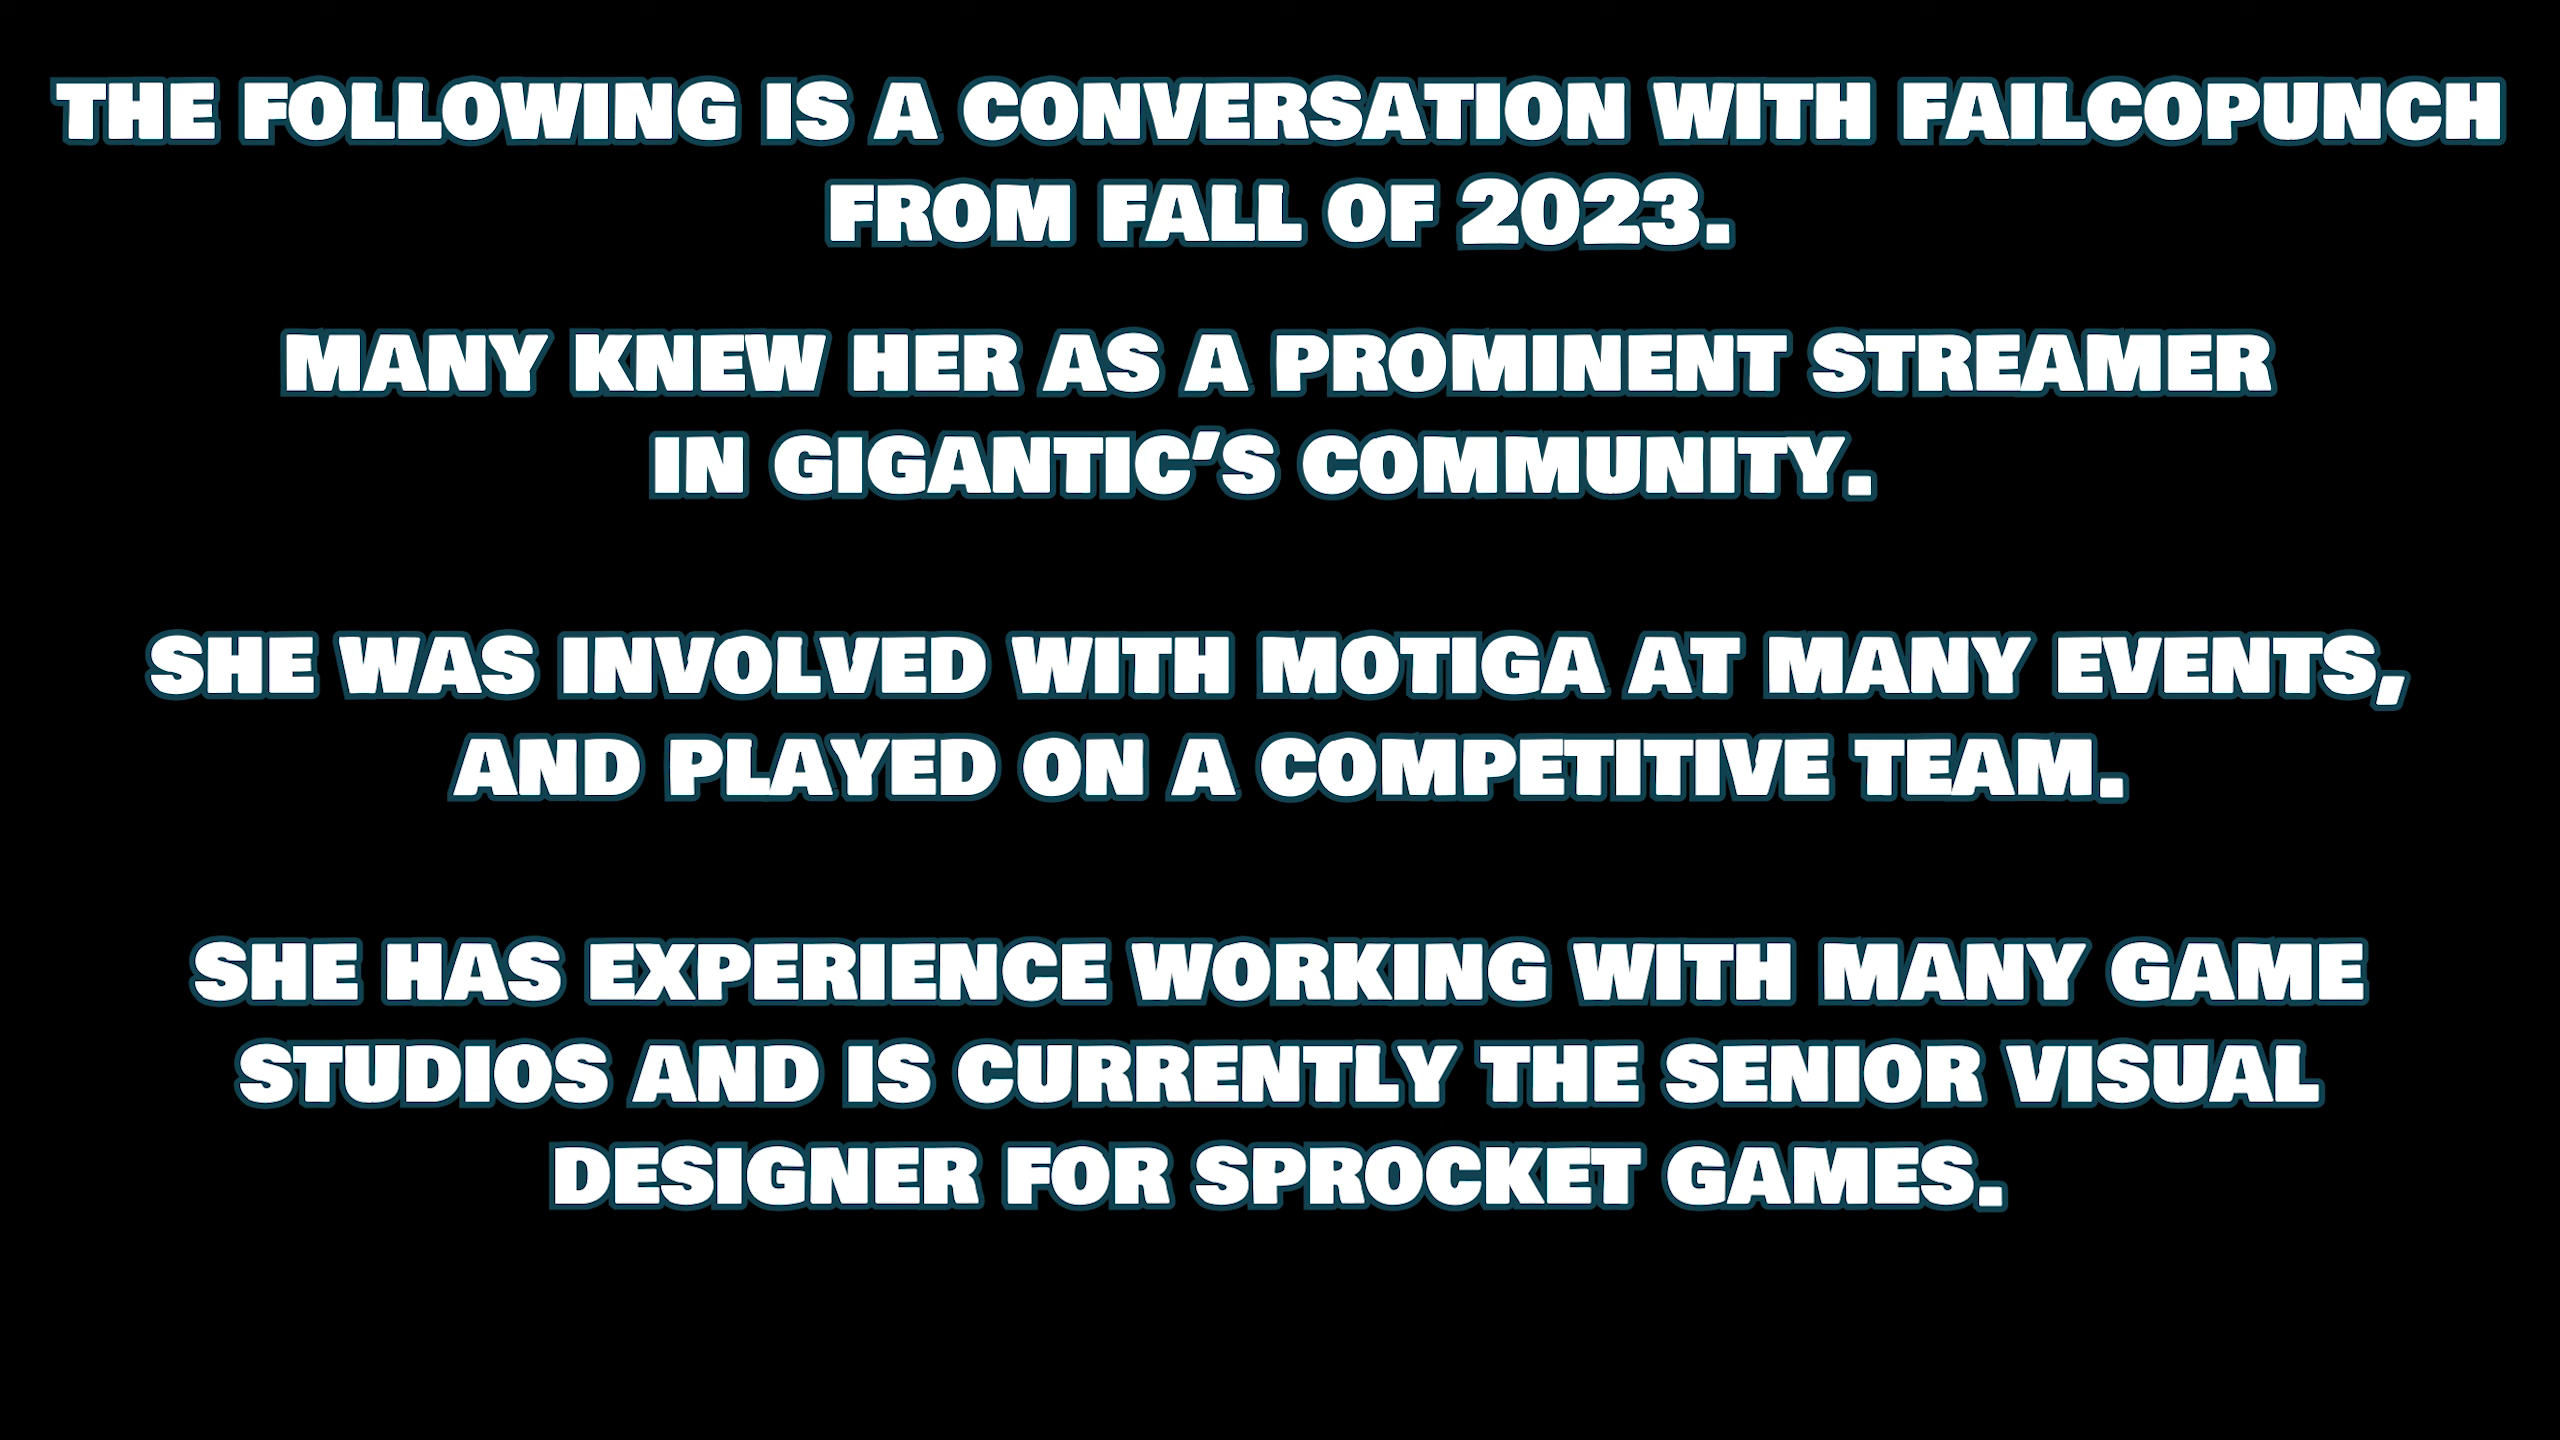 THE FOLLOWING IS A CONVERSATION WITH FAILCOPUNCH
FROM FALL OF 2023.
MANY KNEW HER AS A PROMINENT STREAMER
IN GIGANTIC'S COMMUNITY.
SHE WAS INVOLVED WITH MOTIGA AT MANY EVENTS,
AND PLAYED ON A COMPETITIVE TEAM.
SHE HAS EXPERIENCE WORKING WITH MANY GAME
STUDIOS AND IS CURRENTLY THE SENIOR VISUAL
DESIGNER FOR SPROCKET GAMES.